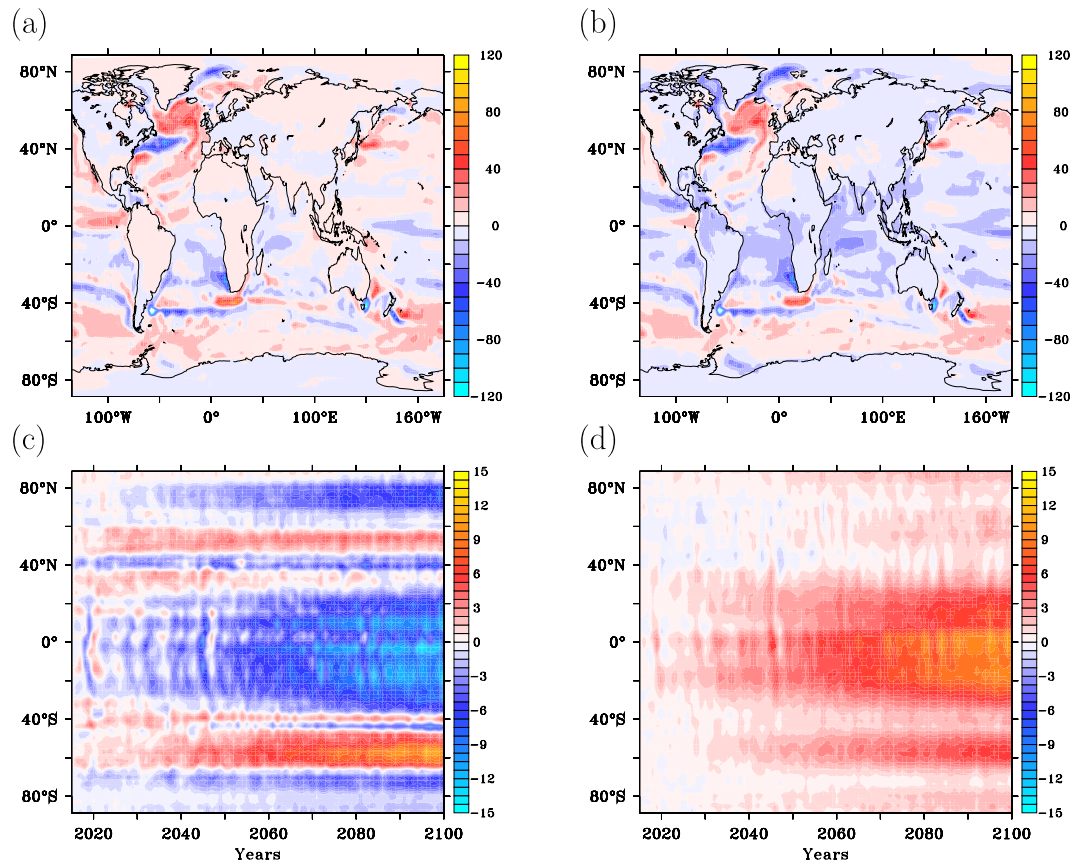 (a)
(b)
80°N
40°N
0°
40°S
80°S
100°W
0°
100°E
160°W
120
80
40
0
−40
−80
−120
80°N
40°N
0°
40°S
80°S
100°W
0°
100°E
160°W
120
80
40
0
−40
−80
−120
(c)
(d)
80°N
40°N
0°
40°S
80°S
2020
2040
2060
2080
2100
Years
15
12
9
6
3
0
−3
−6
−9
−12
−15
80°N
40°N
0°
40°S
80°S
2020
2040
2060
2080
2100
Years
15
12
9
6
3
0
−3
−6
−9
−12
−15